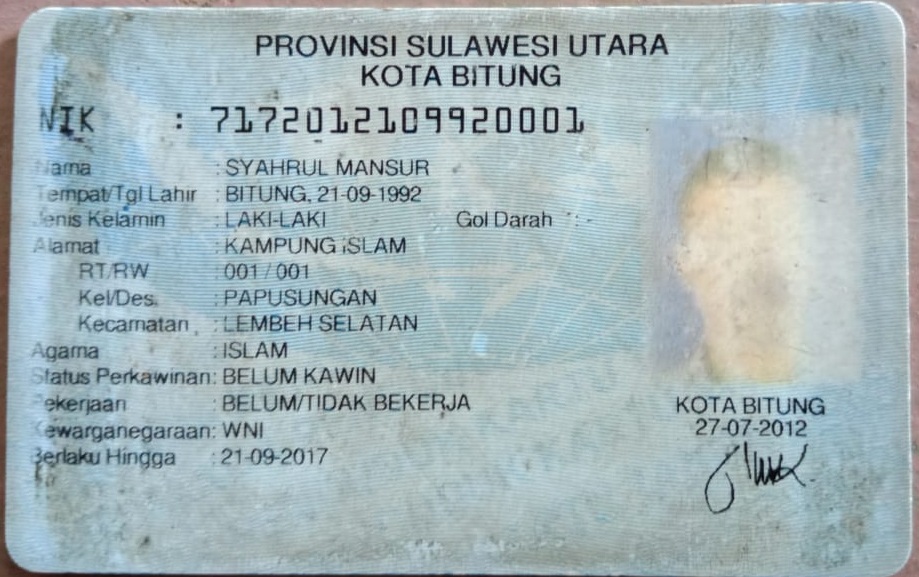 PROVINSI SULAWESI UTARA
KOTA BITUNG
NIK : 7172012109920001
Nama : SYAHRUL MANSUR
Tempat/Tgl Lahir : BITUNG, 21-09-1992
Jenis Kelamin : LAKI-LAKI Gol Darah : -
Alamat : KAMPUNG ISLAM
RT/RW : 001 / 001
Kel/Des. : PAPUSUNGAN
Kecamatan : LEMBEH SELATAN
Agama : ISLAM
Status Perkawinan: BELUM KAWIN
Pekerjaan : BELUM/TIDAK BEKERJA
Kewarganegaraan: WNI
Berlaku Hingga : 21-09-2017
KOTA BITUNG
27-07-2012